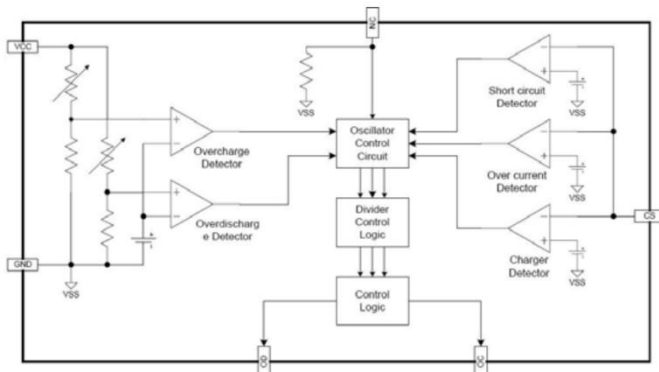 NC
VCC
VSS
Short circuit
Detector
VSS
Overcharge
Detector
Oscillator
Control
Circuit
Over current
Detector
VSS
Overdischarg
e Detector
Divider
Control
Logic
CS
Charger
Detector
VSS
GND
VSS
Control
Logic
OD
OC